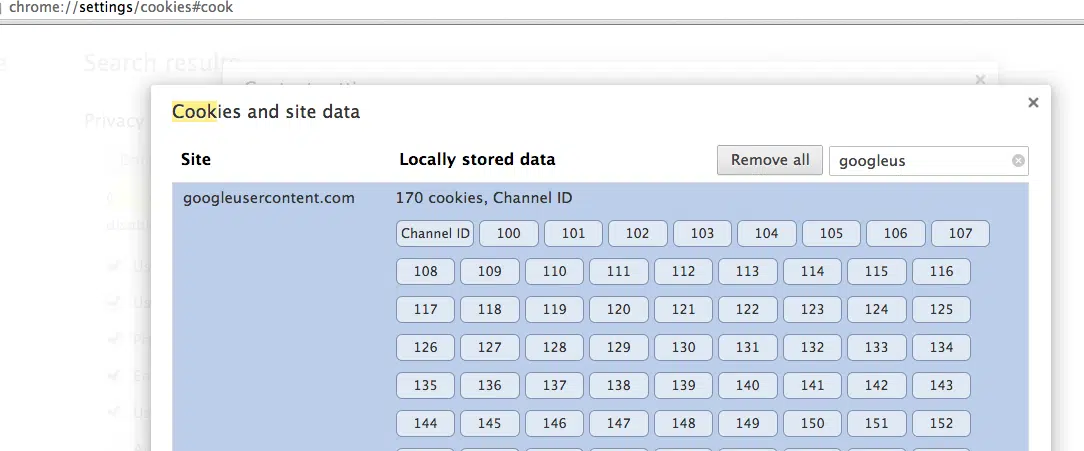 chrome://settings/cookies#cook
Search results
Privacy
Cookies and site data
Site Locally stored data Remove all googleus
googleusercontent.com 170 cookies, Channel ID
Channel ID 100 101 102 103 104 105 106 107
108 109 110 111 112 113 114 115 116
117 118 119 120 121 122 123 124 125
126 127 128 129 130 131 132 133 134
135 136 137 138 139 140 141 142 143
144 145 146 147 148 149 150 151 152